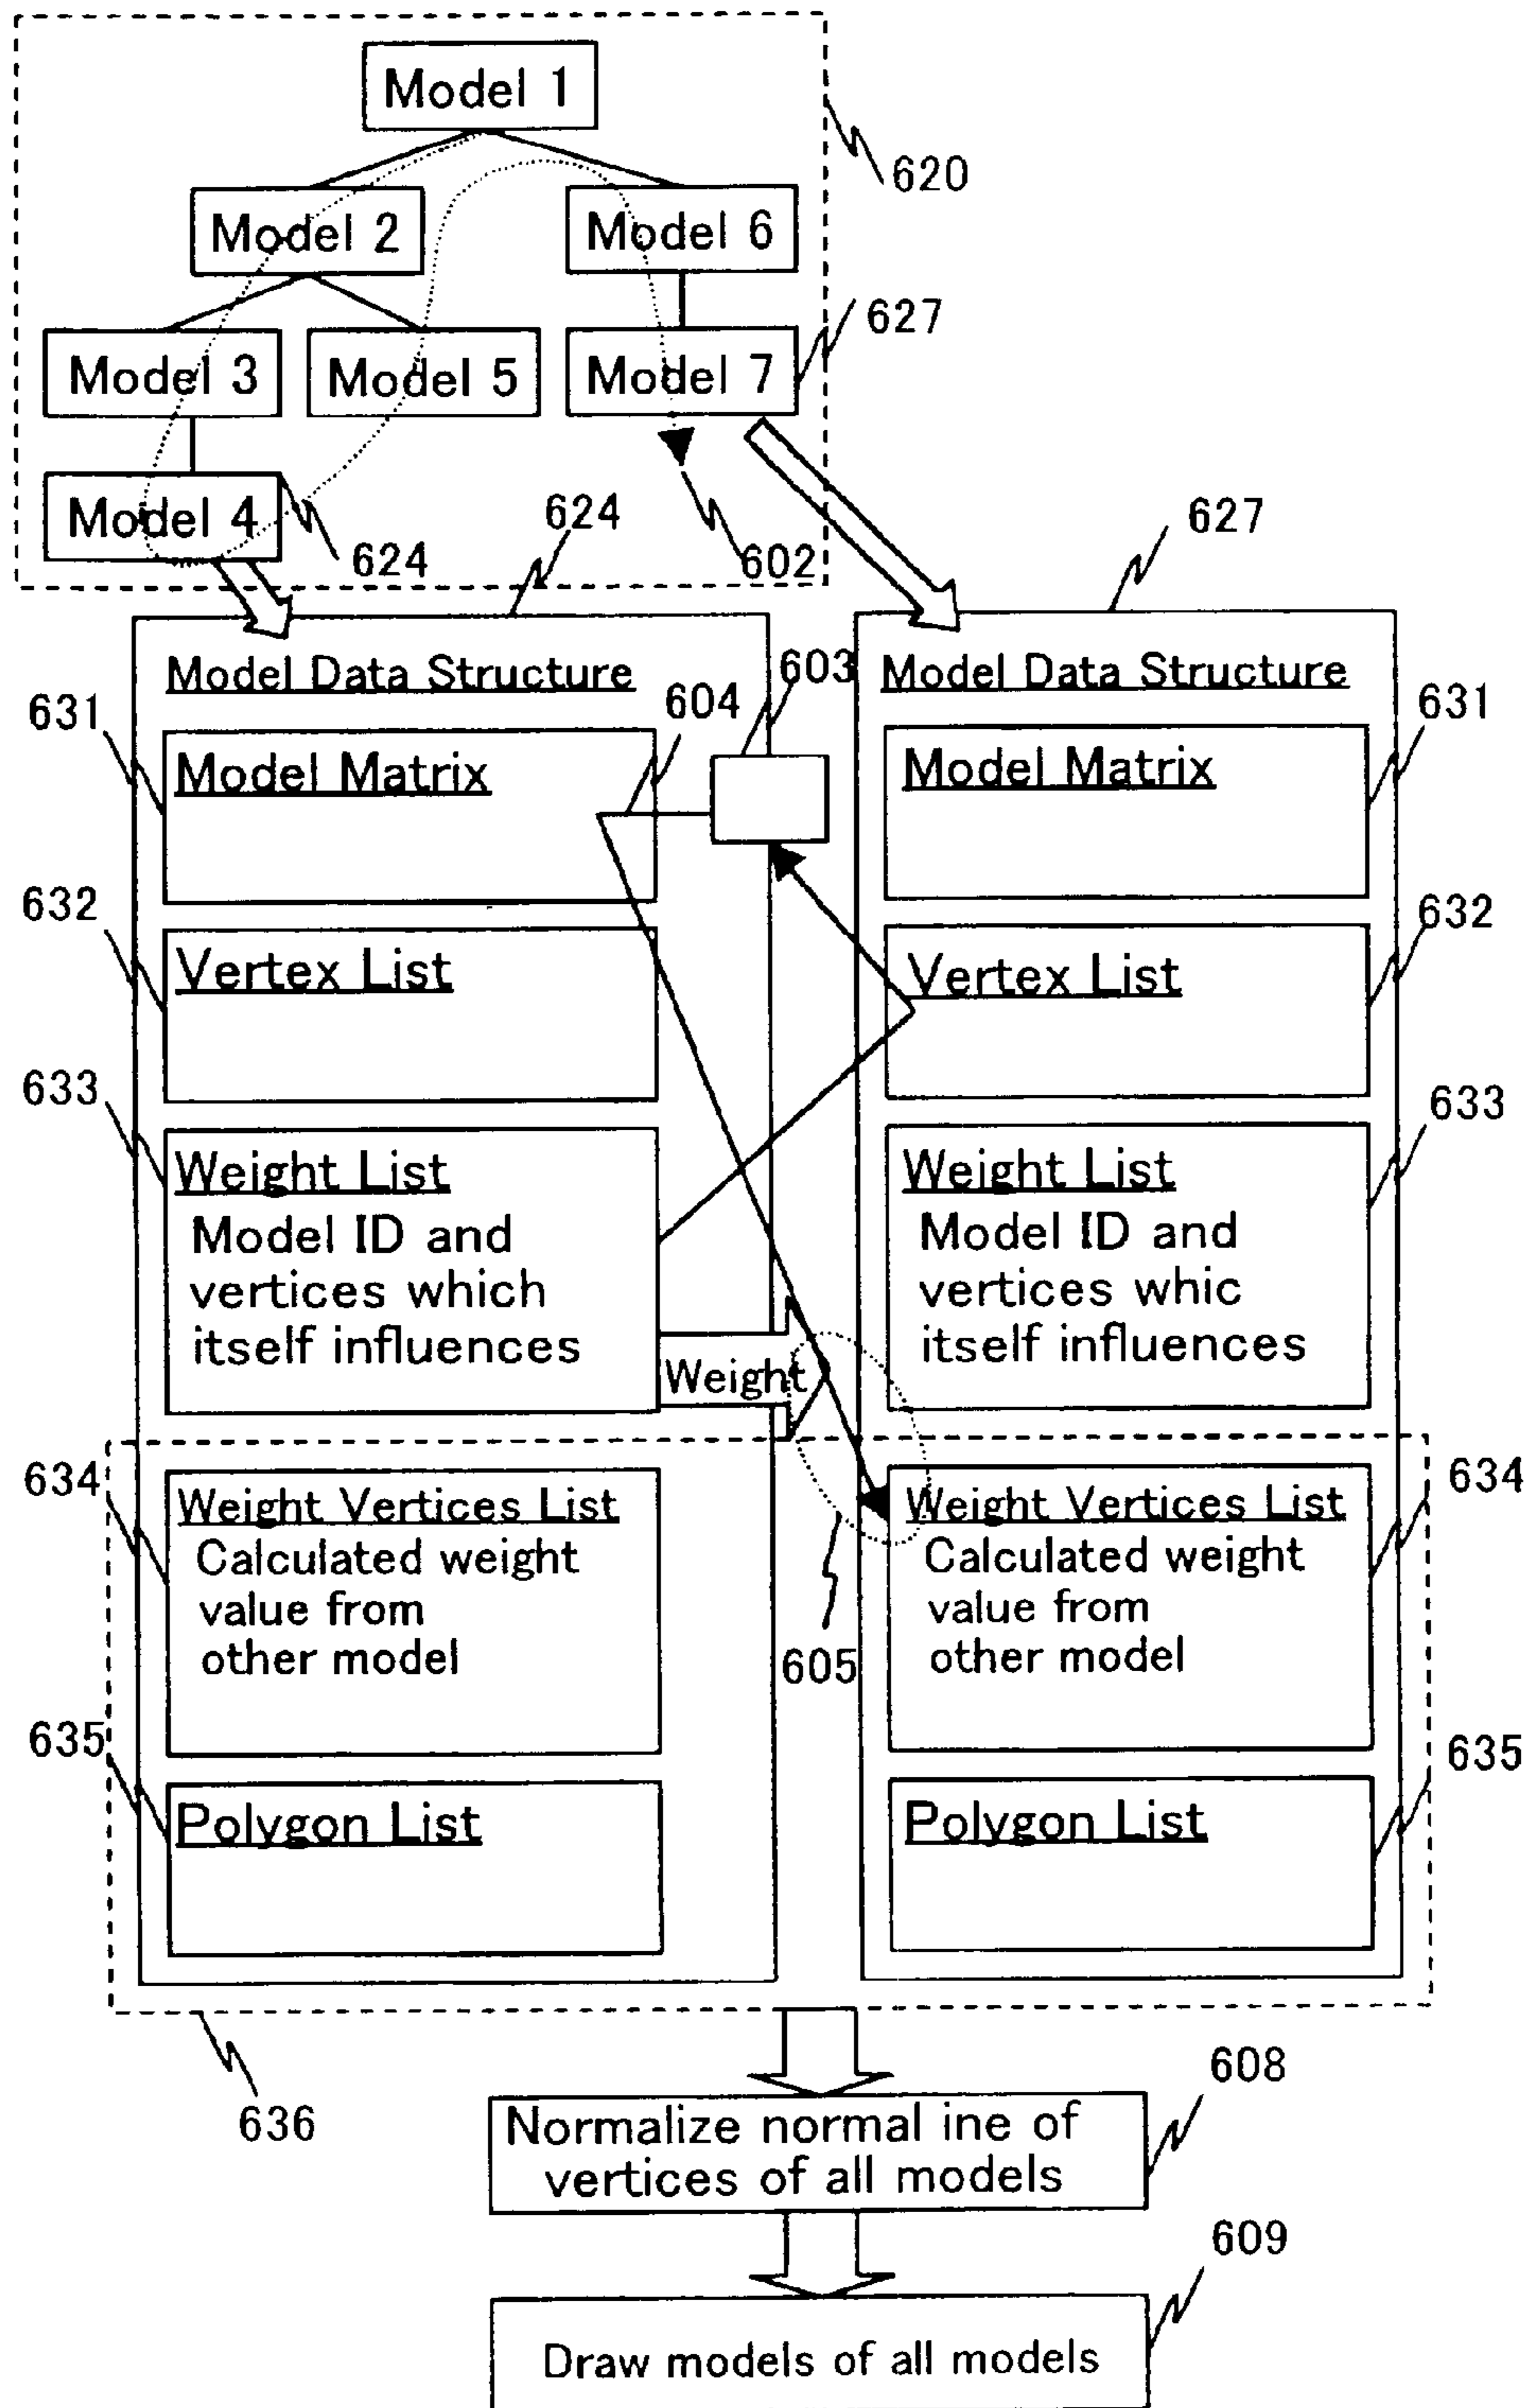 Model 1
620
Model 2
Model 6
627
Model 3
Model 5
Model 7
Model 4
624
624
602
627
Model Data Structure
603
Model Data Structure
631
604
631
Model Matrix
Model Matrix
632
632
Vertex List
Vertex List
633
633
Weight List
Model ID and
vertices which
itself influences
Weight List
Model ID and
vertices whic
itself influences
Weight
634
634
Weight Vertices List
Calculated weight
value from
other model
Weight Vertices List
Calculated weight
value from
other model
605
635
635
Polygon List
Polygon List
636
608
Normalize normal ine of
vertices of all models
609
Draw models of all models